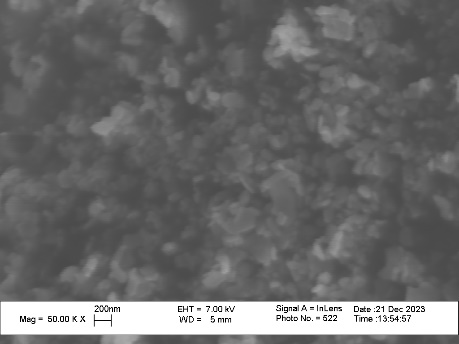 200nm EHT = 7.00 kV Signal A = InLens Date :21 Dec 2023
Mag = 50.00 K X WD = 5 mm Photo No. = 522 Time :13:54:57